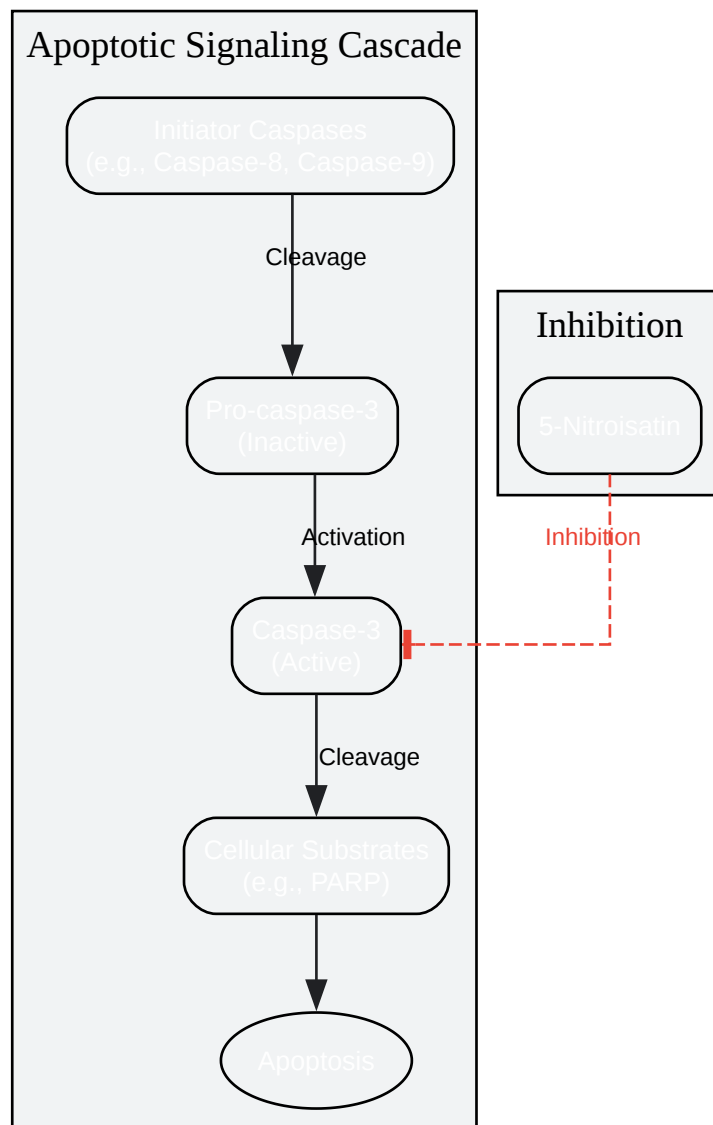 Apoptotic Signaling Cascade
Initiator Caspases
(e.g., Caspase-8, Caspase-9)
Cleavage
Pro-caspase-3
(Inactive)
Activation
Caspase-3
(Active)
Cleavage
Cellular Substrates
(e.g., PARP)
Apoptosis
Inhibition
5-Nitroisatin
Inhibition